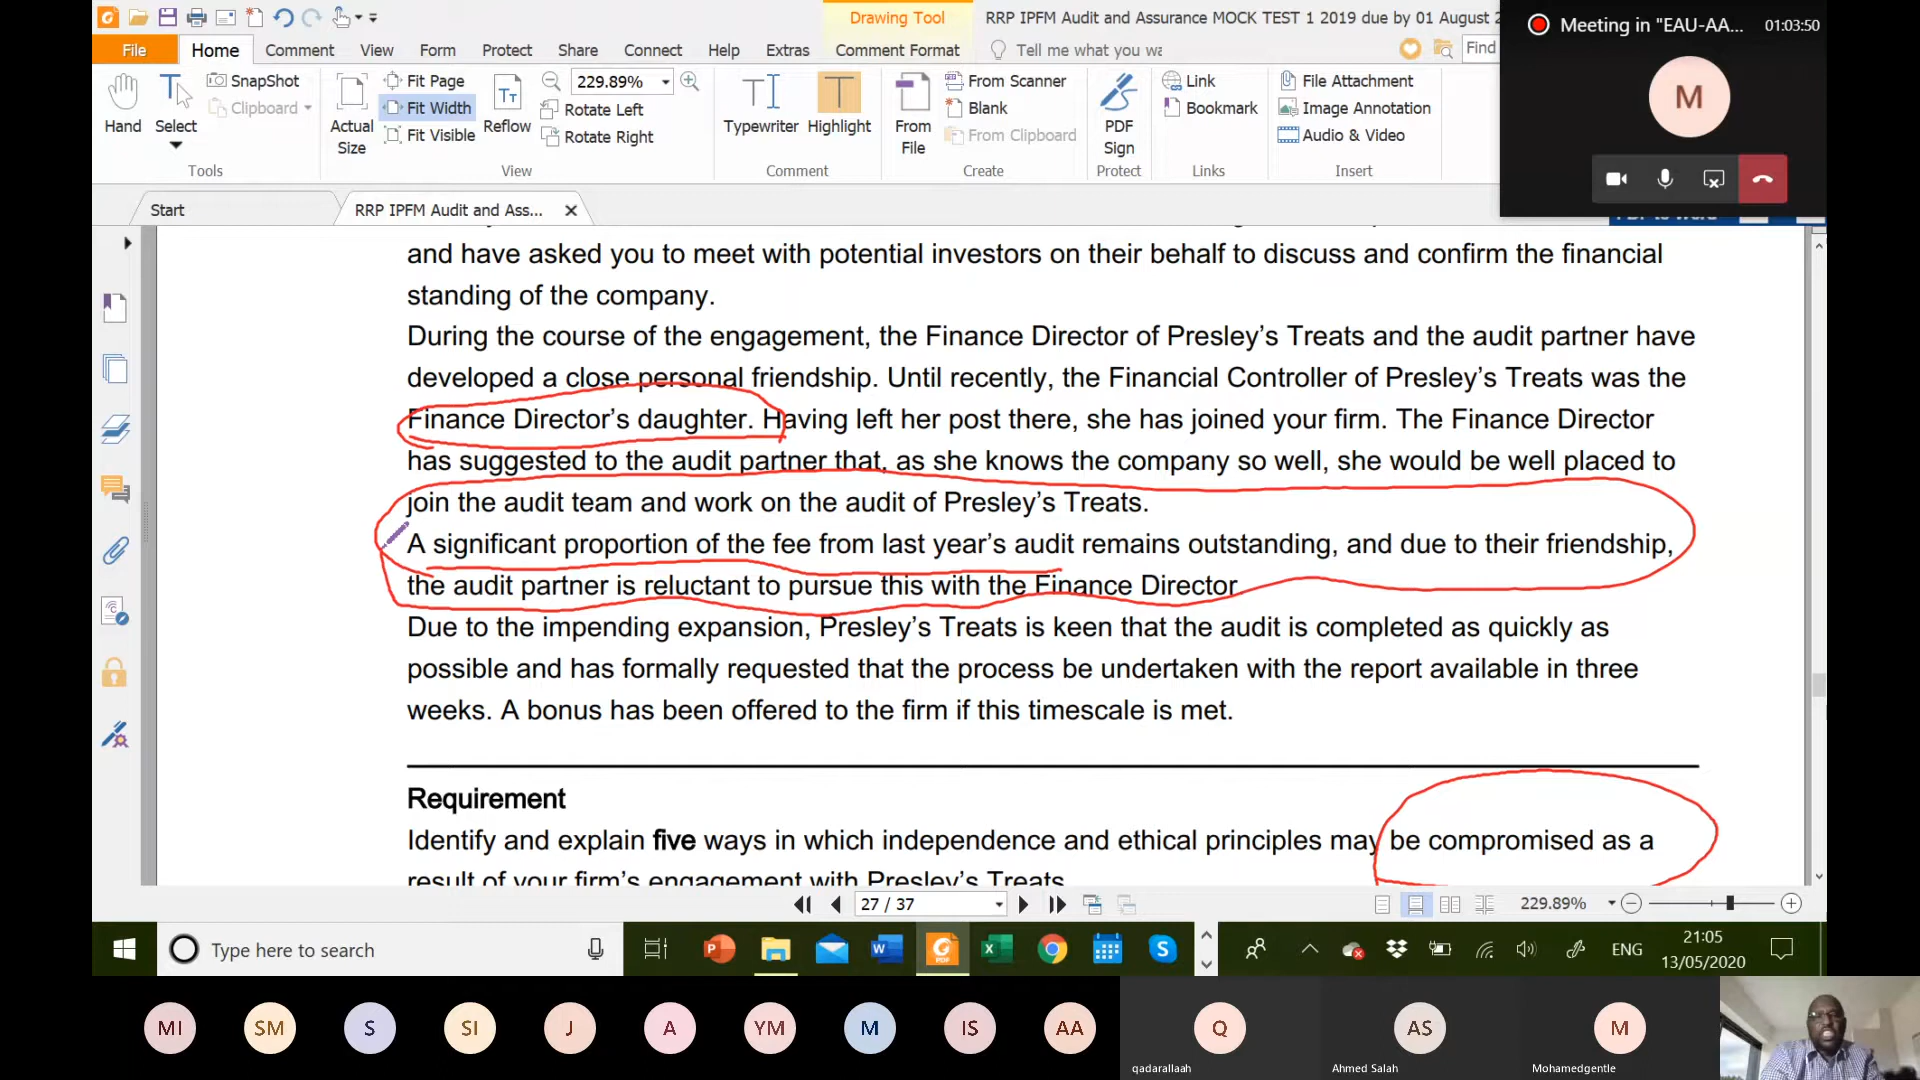 Drawing Tool
RRP IPFM Audit and Assurance MOCK TEST 1 2019 due by 01 August 2
Meeting in "EAU-AA... 01:03:50
File Home Comment View Form Protect Share Connect Help Extras Comment Format Tell me what you wa Find
M
Hand
Select
SnapShot
Clipboard
Tools
Actual Size
Fit Page
Fit Width
Fit Visible
Reflow
229.89%
Rotate Left
Rotate Right
View
Typewriter
Highlight
Comment
From File
From Scanner
Blank
From Clipboard
Create
PDF Sign
Protect
Link
Bookmark
Links
File Attachment
Image Annotation
Audio & Video
Insert
Start
RRP IPFM Audit and Ass...
and have asked you to meet with potential investors on their behalf to discuss and confirm the financial
standing of the company.
During the course of the engagement, the Finance Director of Presley's Treats and the audit partner have
developed a close personal friendship. Until recently, the Financial Controller of Presley's Treats was the
Finance Director's daughter. Having left her post there, she has joined your firm. The Finance Director
has suggested to the audit partner that, as she knows the company so well, she would be well placed to
join the audit team and work on the audit of Presley's Treats.
A significant proportion of the fee from last year's audit remains outstanding, and due to their friendship,
the audit partner is reluctant to pursue this with the Finance Director
Due to the impending expansion, Presley's Treats is keen that the audit is completed as quickly as
possible and has formally requested that the process be undertaken with the report available in three
weeks. A bonus has been offered to the firm if this timescale is met.
Requirement
Identify and explain five ways in which independence and ethical principles may be compromised as a
result of your firm's engagement with Presley's Treats
27 / 37
229.89%
Type here to search
ENG
21:05
13/05/2020
MI SM S SI J A YM M IS AA Q AS M
qadarallaah
Ahmed Salah
Mohamedgentle